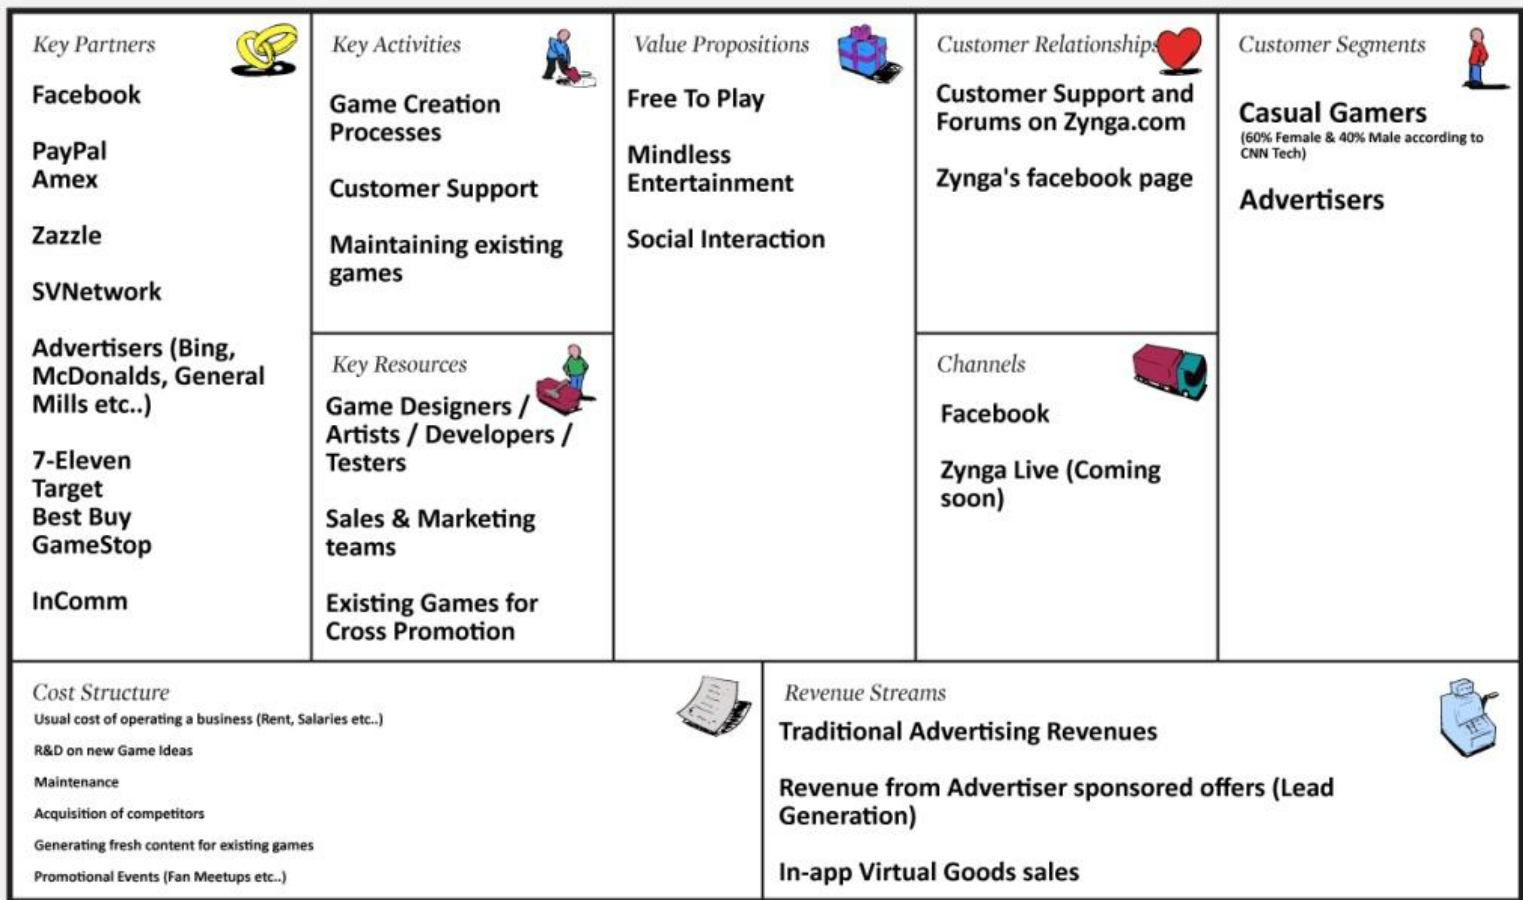 Key Partners
Facebook
PayPal
Amex
Zazzle
SVNetwork
Advertisers (Bing,
McDonalds, General
Mills etc..)
7-Eleven
Target
Best Buy
GameStop
InComm
Key Activities
Game Creation
Processes
Customer Support
Maintaining existing
games
Key Resources
Game Designers /
Artists / Developers /
Testers
Sales & Marketing
teams
Existing Games for
Cross Promotion
Value Propositions
Free To Play
Mindless
Entertainment
Social Interaction
Customer Relationships
Customer Support and
Forums on Zynga.com
Zynga's facebook page
Channels
Facebook
Zynga Live (Coming
soon)
Customer Segments
Casual Gamers
(60% Female & 40% Male according to
CNN Tech)
Advertisers
Cost Structure
Usual cost of operating a business (Rent, Salaries etc..)
R&D on new Game Ideas
Maintenance
Acquisition of competitors
Generating fresh content for existing games
Promotional Events (Fan Meetups etc..)
Revenue Streams
Traditional Advertising Revenues
Revenue from Advertiser sponsored offers (Lead
Generation)
In-app Virtual Goods sales